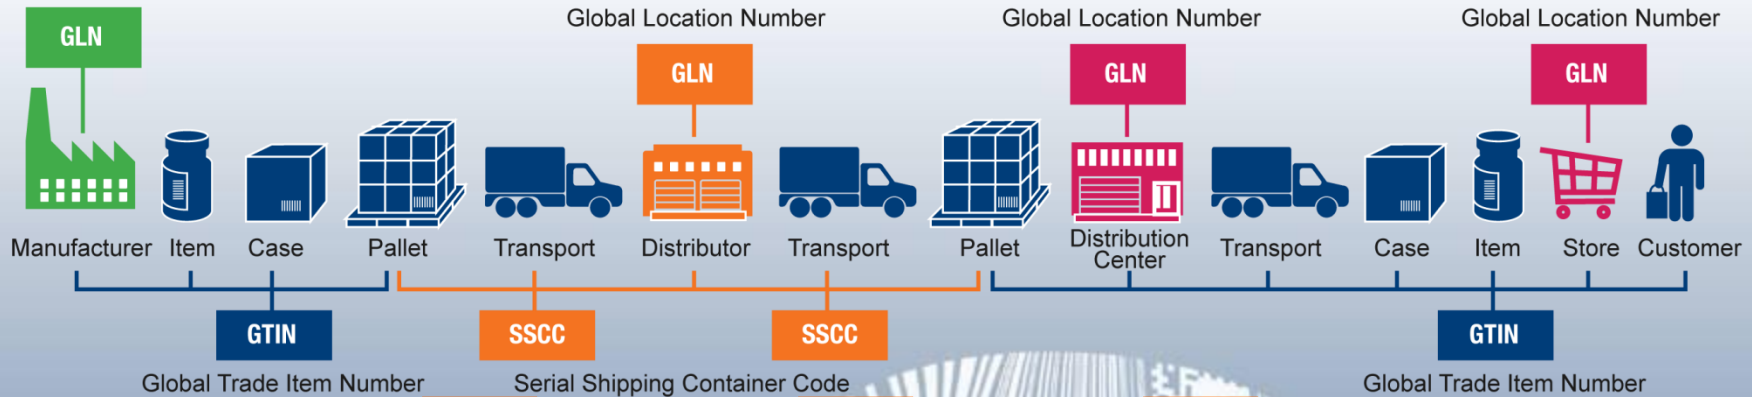 Global Location Number
Global Location Number
Global Location Number
GLN
GLN
GLN
GLN
Manufacturer
Item
Case
Pallet
Transport
Distributor
Transport
Pallet
Distribution
Center
Transport
Case
Item
Store
Customer
GTIN
SSCC
SSCC
GTIN
Global Trade Item Number
Serial Shipping Container Code
Global Trade Item Number